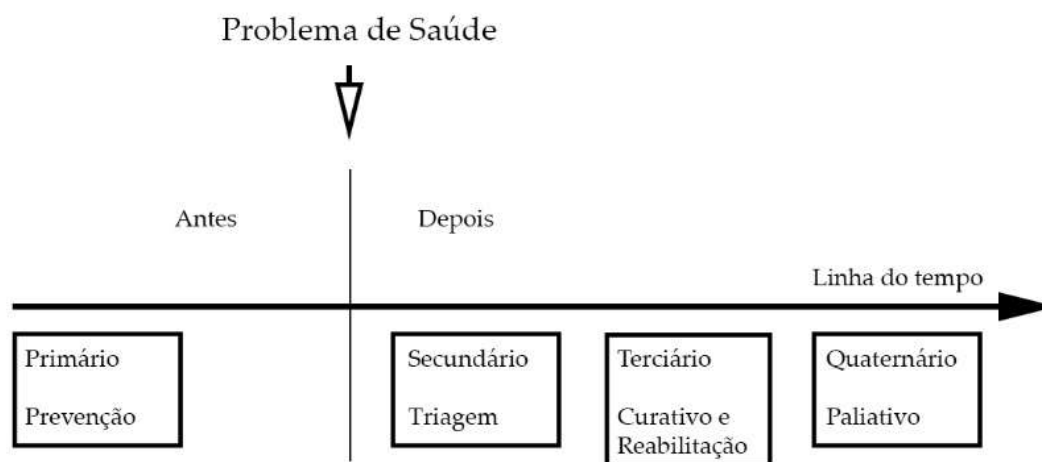 Problema de Saúde
Antes
Depois
Linha do tempo
Primário
Prevenção
Secundário
Triagem
Terciário
Curativo e
Reabilitação
Quaternário
Paliativo